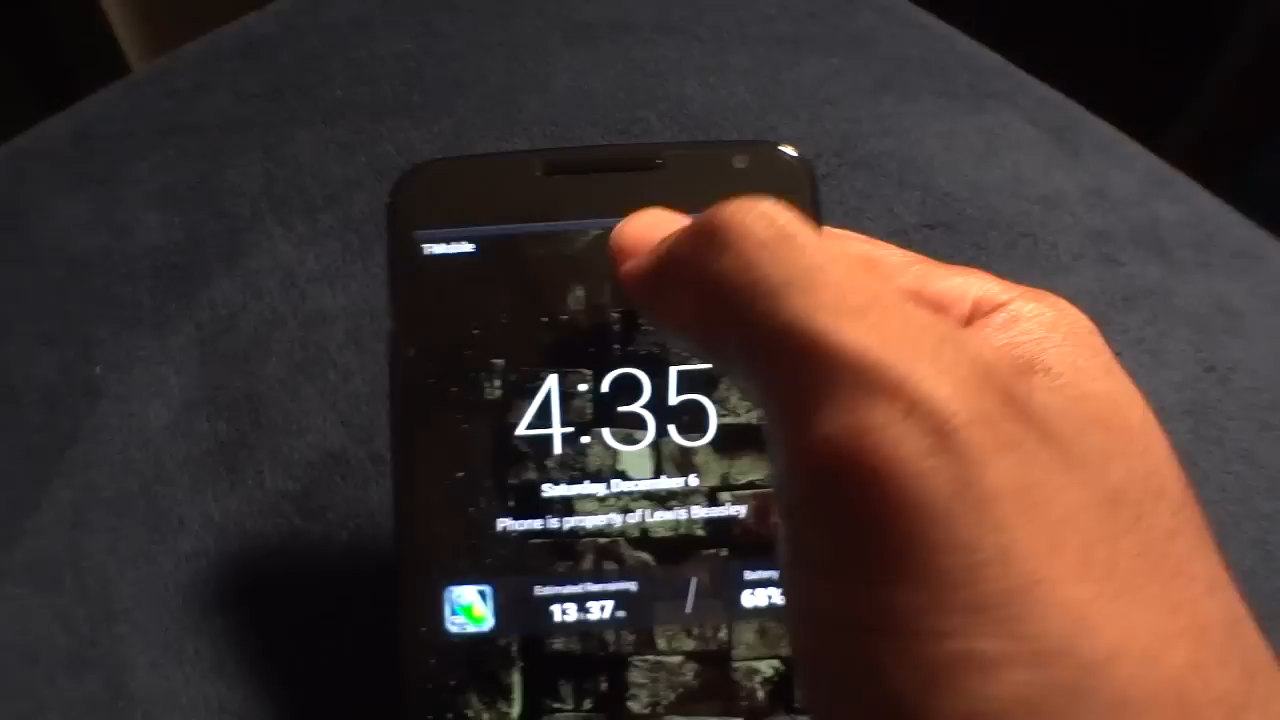 T-Mobile
4:35
Saturday, December 6
Phone is property of Lewis Beasley
Estimated Remaining
13 37
/
Battery
68%